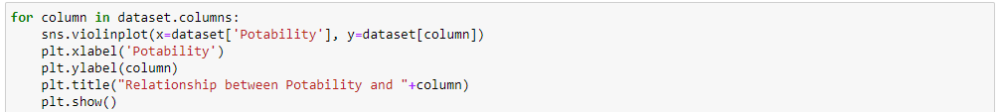 for column in dataset.columns:
    sns.violinplot(x=dataset['Potability'], y=dataset[column])
    plt.xlabel('Potability')
    plt.ylabel(column)
    plt.title("Relationship between Potability and "+column)
    plt.show()